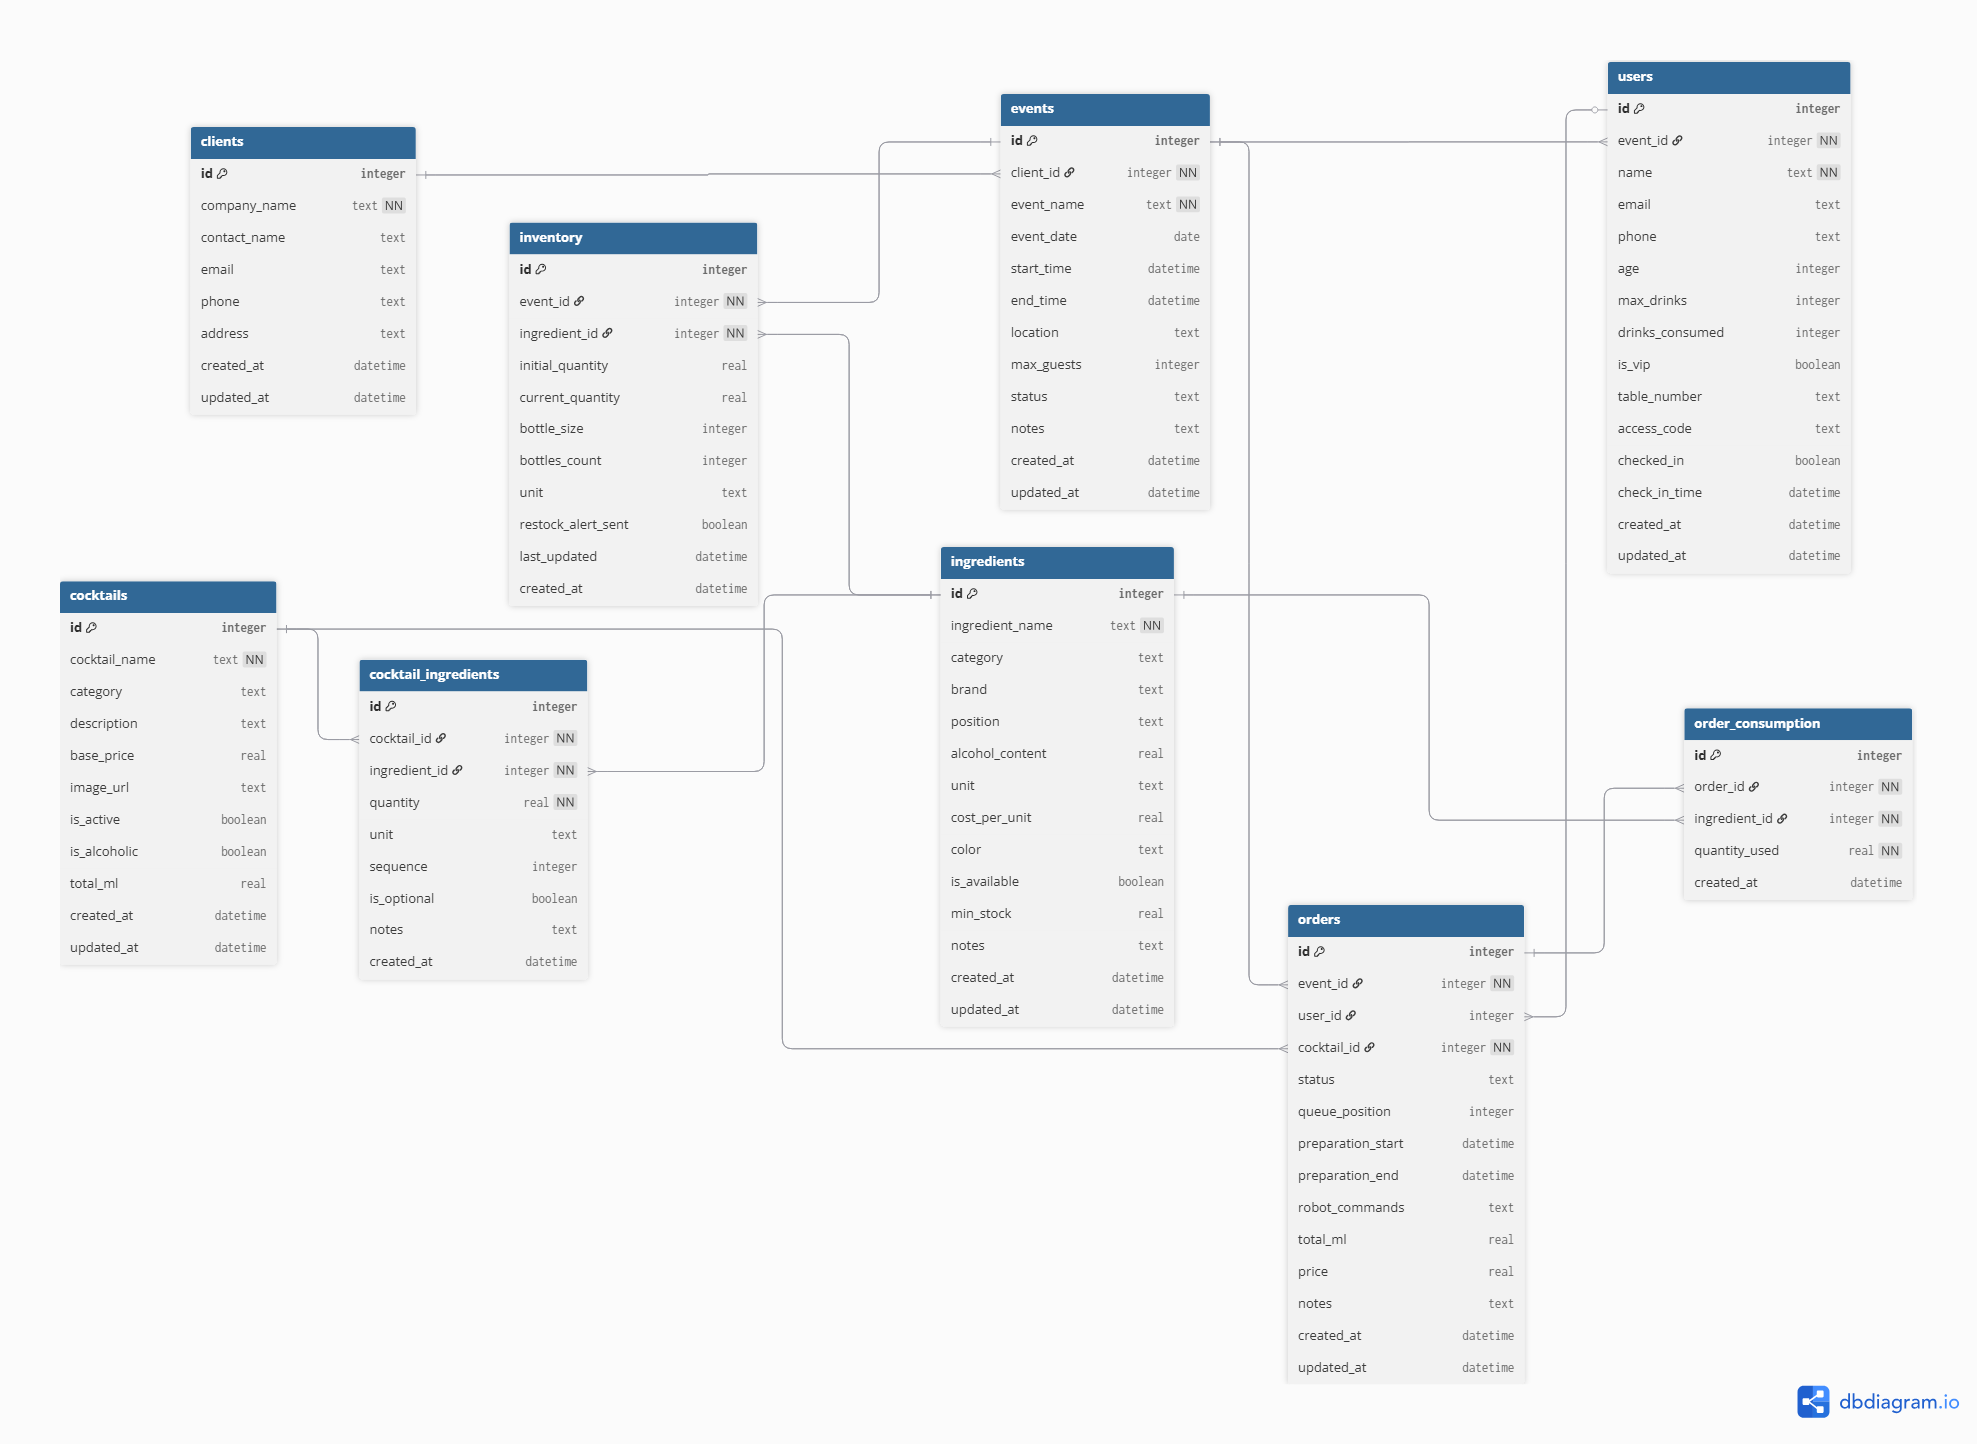 clients
id integer
company_name text NN
contact_name text
email text
phone text
address text
created_at datetime
updated_at datetime
inventory
id integer
event_id integer NN
ingredient_id integer NN
initial_quantity real
current_quantity real
bottle_size integer
bottles_count integer
unit text
restock_alert_sent boolean
last_updated datetime
created_at datetime
events
id integer
client_id integer NN
event_name text NN
event_date date
start_time datetime
end_time datetime
location text
max_guests integer
status text
notes text
created_at datetime
updated_at datetime
users
id integer
event_id integer NN
name text NN
email text
phone text
age integer
max_drinks integer
drinks_consumed integer
is_vip boolean
table_number text
access_code text
checked_in boolean
check_in_time datetime
created_at datetime
updated_at datetime
cocktails
id integer
cocktail_name text NN
category text
description text
base_price real
image_url text
is_active boolean
is_alcoholic boolean
total_ml real
created_at datetime
updated_at datetime
cocktail_ingredients
id integer
cocktail_id integer NN
ingredient_id integer NN
quantity real NN
unit text
sequence integer
is_optional boolean
notes text
created_at datetime
ingredients
id integer
ingredient_name text NN
category text
brand text
position text
alcohol_content real
unit text
cost_per_unit real
color text
is_available boolean
min_stock real
notes text
created_at datetime
updated_at datetime
order_consumption
id integer
order_id integer NN
ingredient_id integer NN
quantity_used real NN
created_at datetime
orders
id integer
event_id integer NN
user_id integer
cocktail_id integer NN
status text
queue_position integer
preparation_start datetime
preparation_end datetime
robot_commands text
total_ml real
price real
notes text
created_at datetime
updated_at datetime
dbdiagram.io